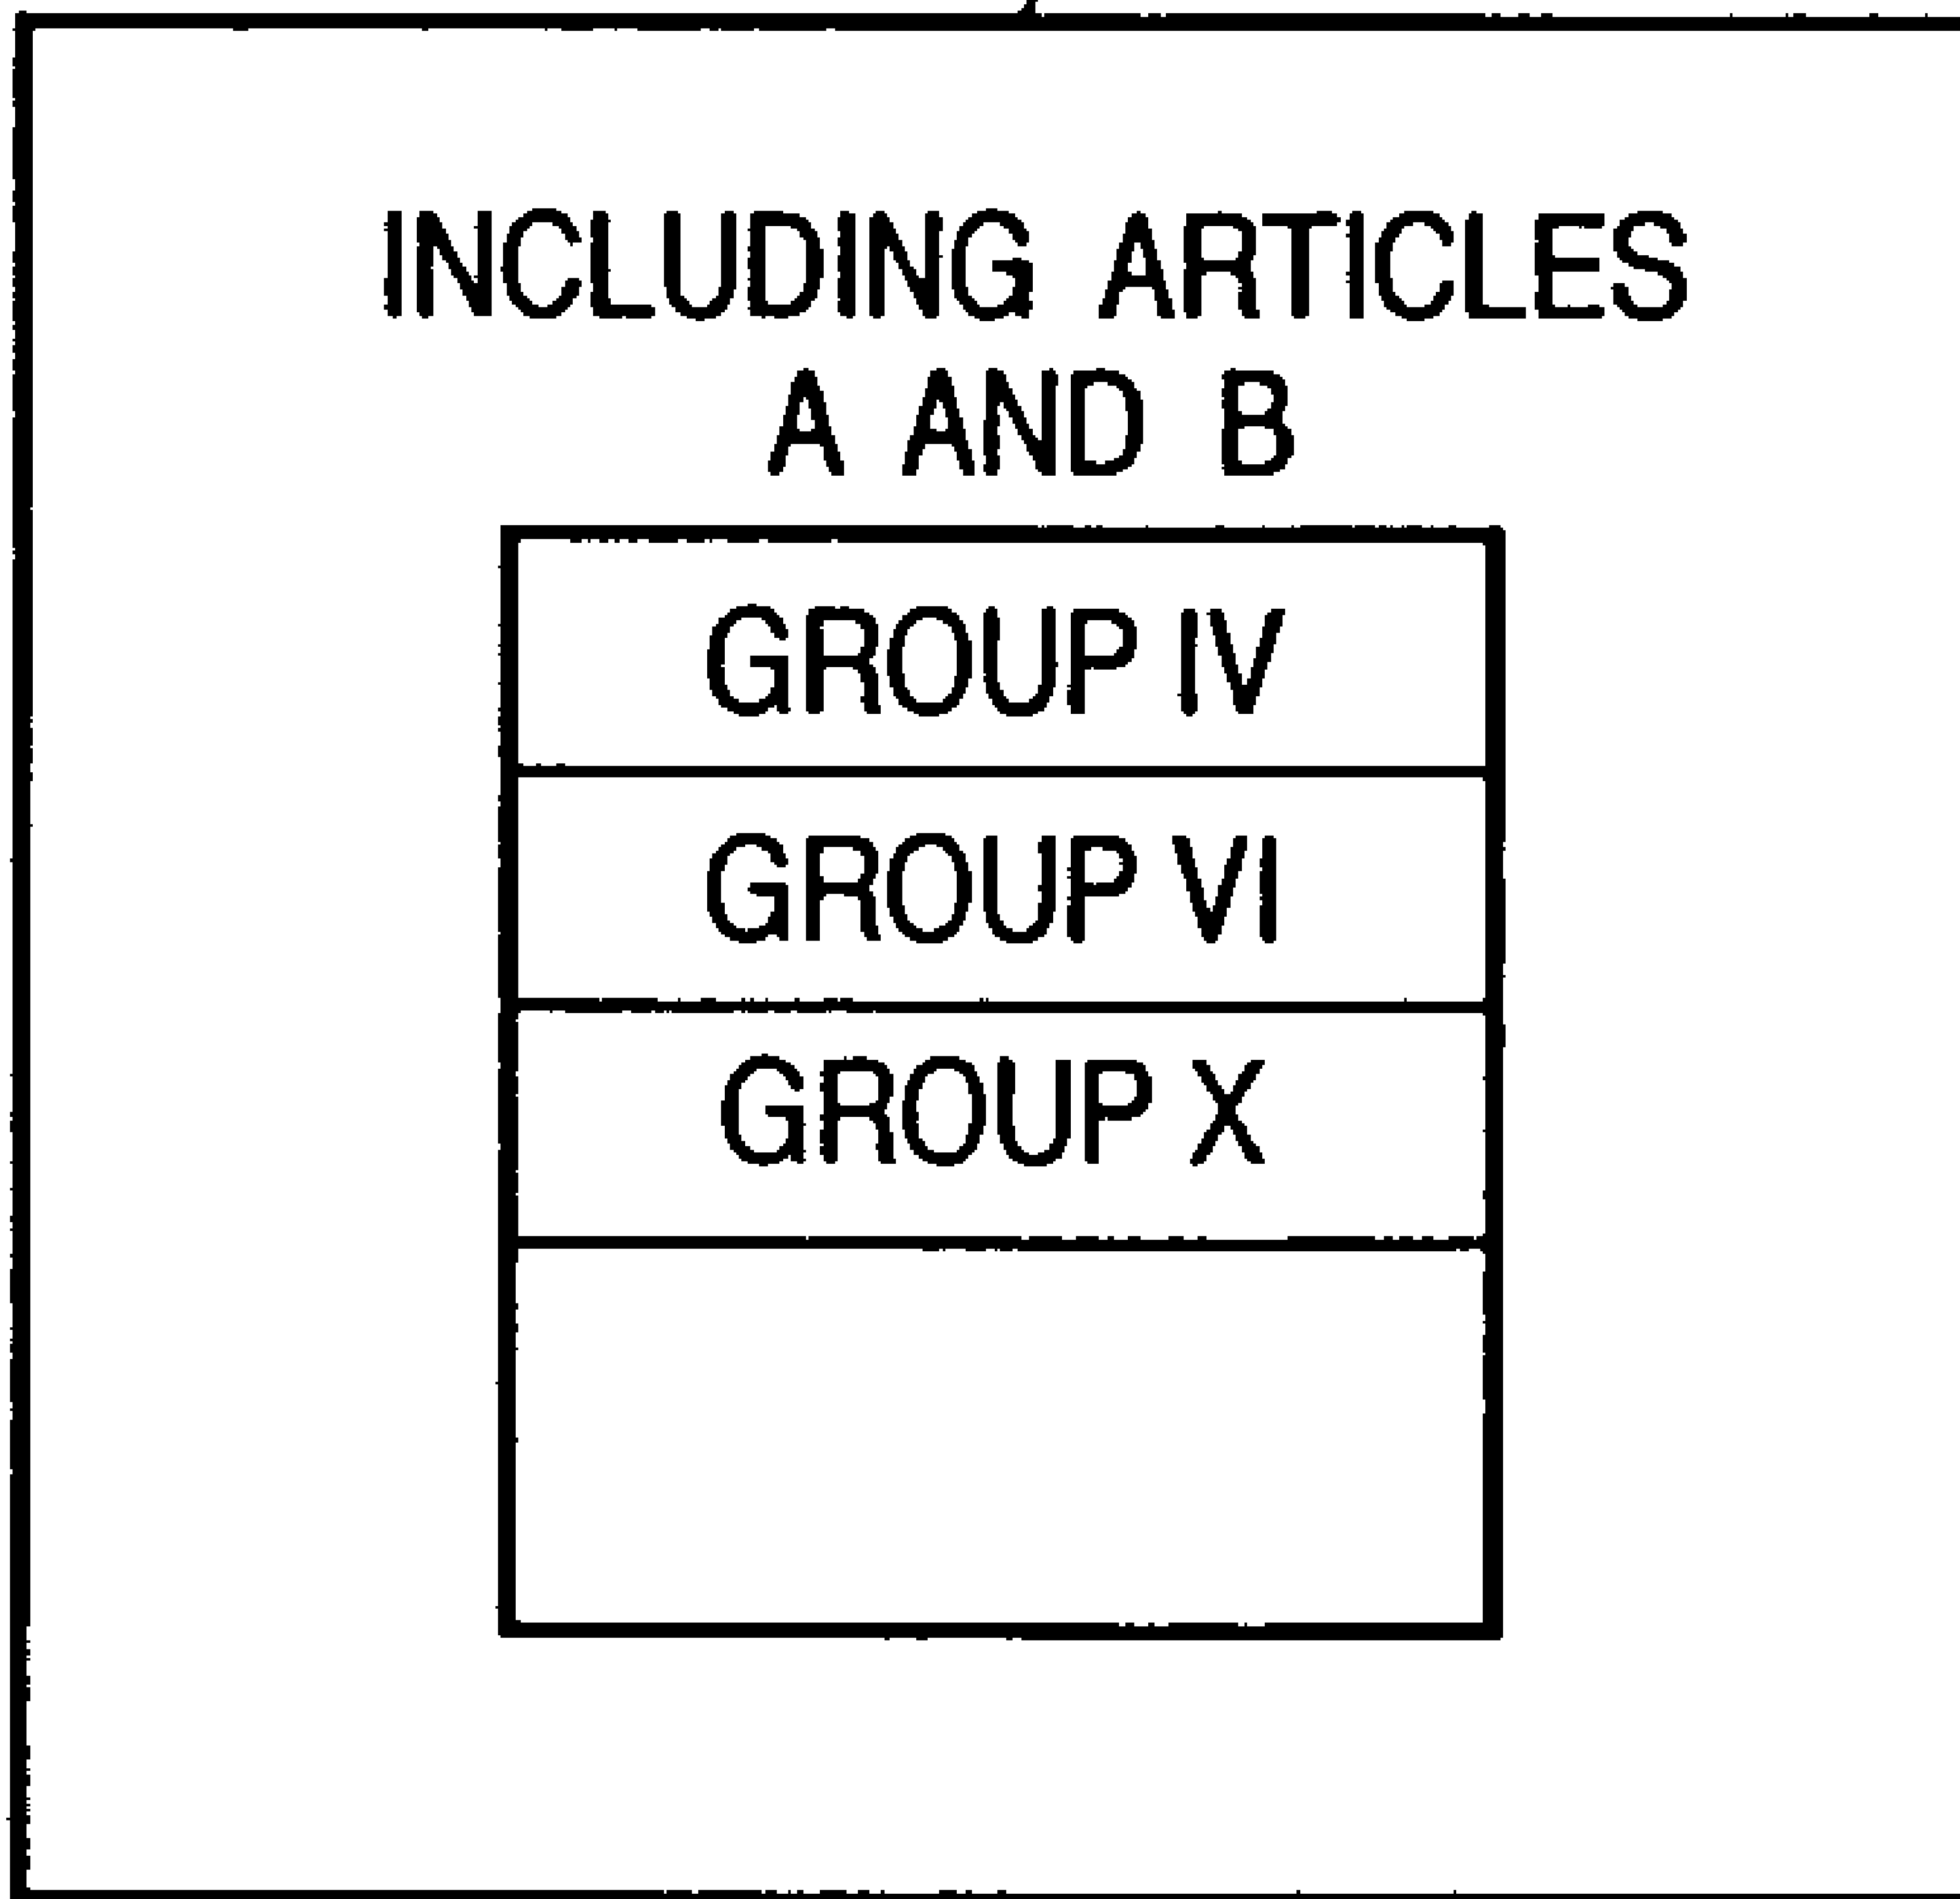 INCLUDING ARTICLES
A AND B
GROUP IV
GROUP VI
GROUP X